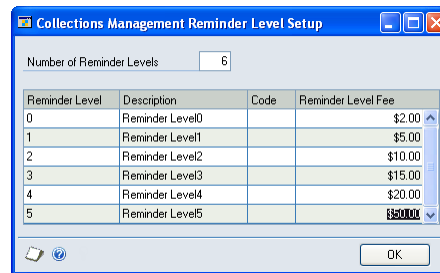 Collections Management Reminder Level Setup
Number of Reminder Levels 6
Reminder Level Description Code Reminder Level Fee
0 Reminder Level0 $2.00
1 Reminder Level1 $5.00
2 Reminder Level2 $10.00
3 Reminder Level3 $15.00
4 Reminder Level4 $20.00
5 Reminder Level5 $50.00
OK